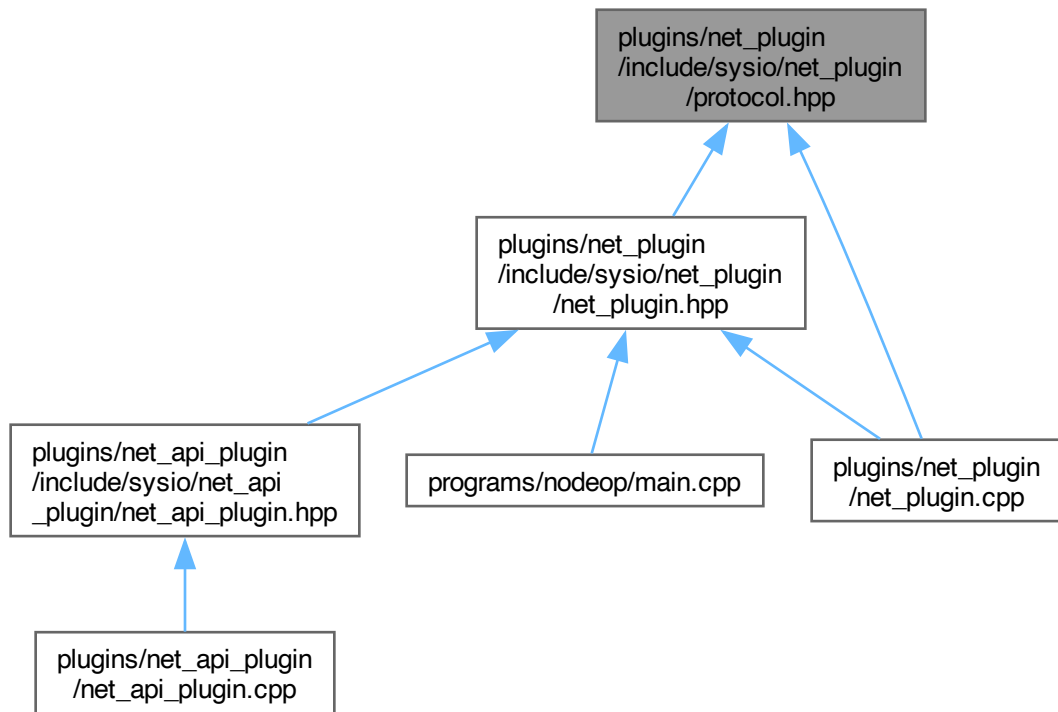 plugins/net_plugin
/include/sysio/net_plugin
/protocol.hpp
plugins/net_plugin
/include/sysio/net_plugin
/net_plugin.hpp
plugins/net_api_plugin
/include/sysio/net_api
_plugin/net_api_plugin.hpp
programs/nodeop/main.cpp
plugins/net_plugin
/net_plugin.cpp
plugins/net_api_plugin
/net_api_plugin.cpp